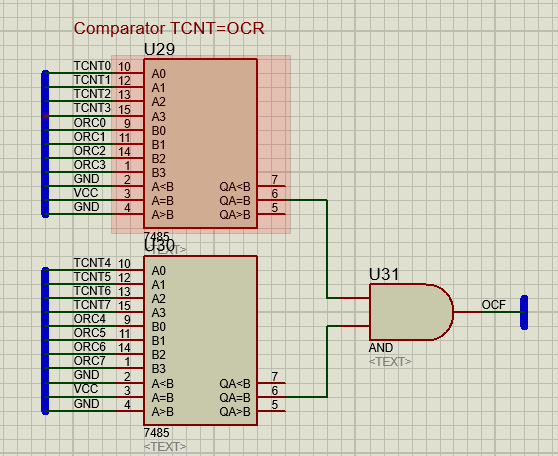 Comparator TCNT=OCR
U29
TCNT0 10 A0
TCNT1 12 A1
TCNT2 13 A2
TCNT3 15 A3
ORC0 9 B0
ORC1 11 B1
ORC2 14 B2
ORC3 1 B3
GND 2 A<B QA<B 7
VCC 3 A=B QA=B 6
GND 4 A>B QA>B 5
7485
<TEXT>
U30
TCNT4 10 A0
TCNT5 12 A1
TCNT6 13 A2
TCNT7 15 A3
ORC4 9 B0
ORC5 11 B1
ORC6 14 B2
ORC7 1 B3
GND 2 A<B QA<B 7
VCC 3 A=B QA=B 6
GND 4 A>B QA>B 5
7485
<TEXT>
U31
OCF
AND
<TEXT>